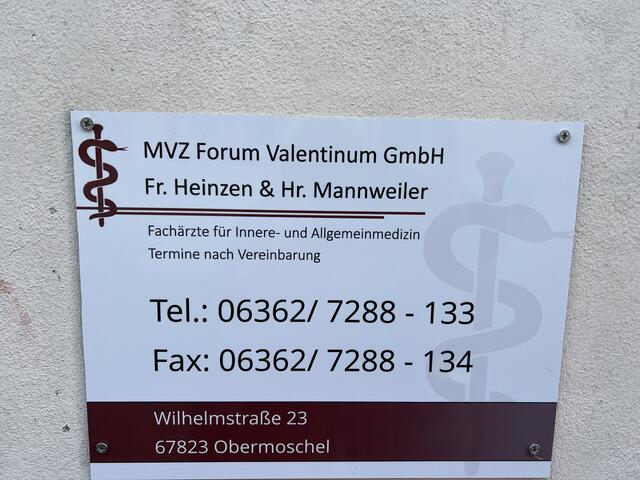 MVZ Forum Valentinum GmbH
Fr. Heinzen & Hr. Mannweiler
Fachärzte für Innere- und Allgemeinmedizin
Termine nach Vereinbarung
Tel.: 06362/ 7288 - 133
Fax: 06362/ 7288 - 134
Wilhelmstraße 23
67823 Obermoschel